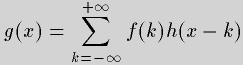 g(x) = \sum_{k=-\infty}^{+\infty} f(k)h(x-k)